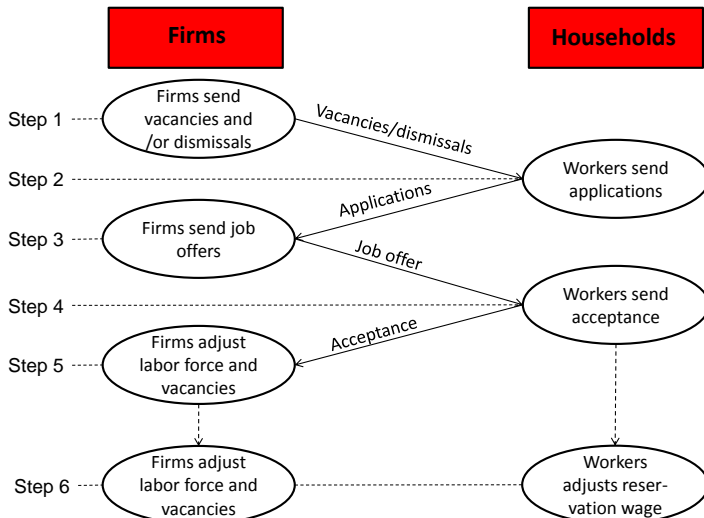 Firms
Households
Step 1
Firms send
vacancies and
/or dismissals
Vacancies/dismissals
Step 2
Workers send
applications
Applications
Step 3
Firms send job
offers
Job offer
Step 4
Workers send
acceptance
Acceptance
Step 5
Firms adjust
labor force and
vacancies
Step 6
Firms adjust
labor force and
vacancies
Workers
adjusts reser-
vation wage